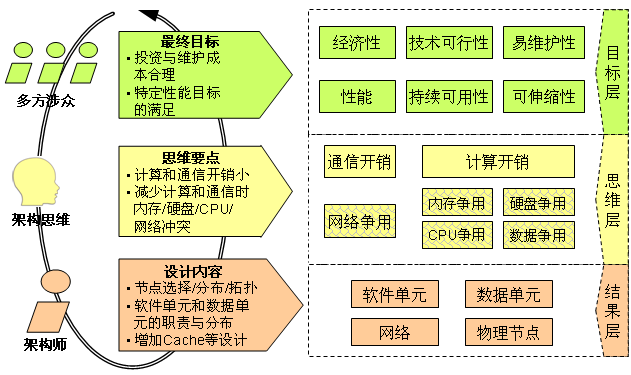 最终目标
• 投资与维护成
本合理
• 特定性能目标
的满足
多方涉众
经济性
技术可行性
易维护性
性能
持续可用性
可伸缩性
目标层
思维要点
• 计算和通信开销小
• 减少计算和通信时
内存/硬盘/CPU/
网络冲突
架构思维
通信开销
计算开销
网络争用
内存争用
硬盘争用
CPU争用
数据争用
思维层
设计内容
• 节点选择/分布/拓扑
• 软件单元和数据单
元的职责与分布
• 增加Cache等设计
架构师
软件单元
数据单元
网络
物理节点
结果层